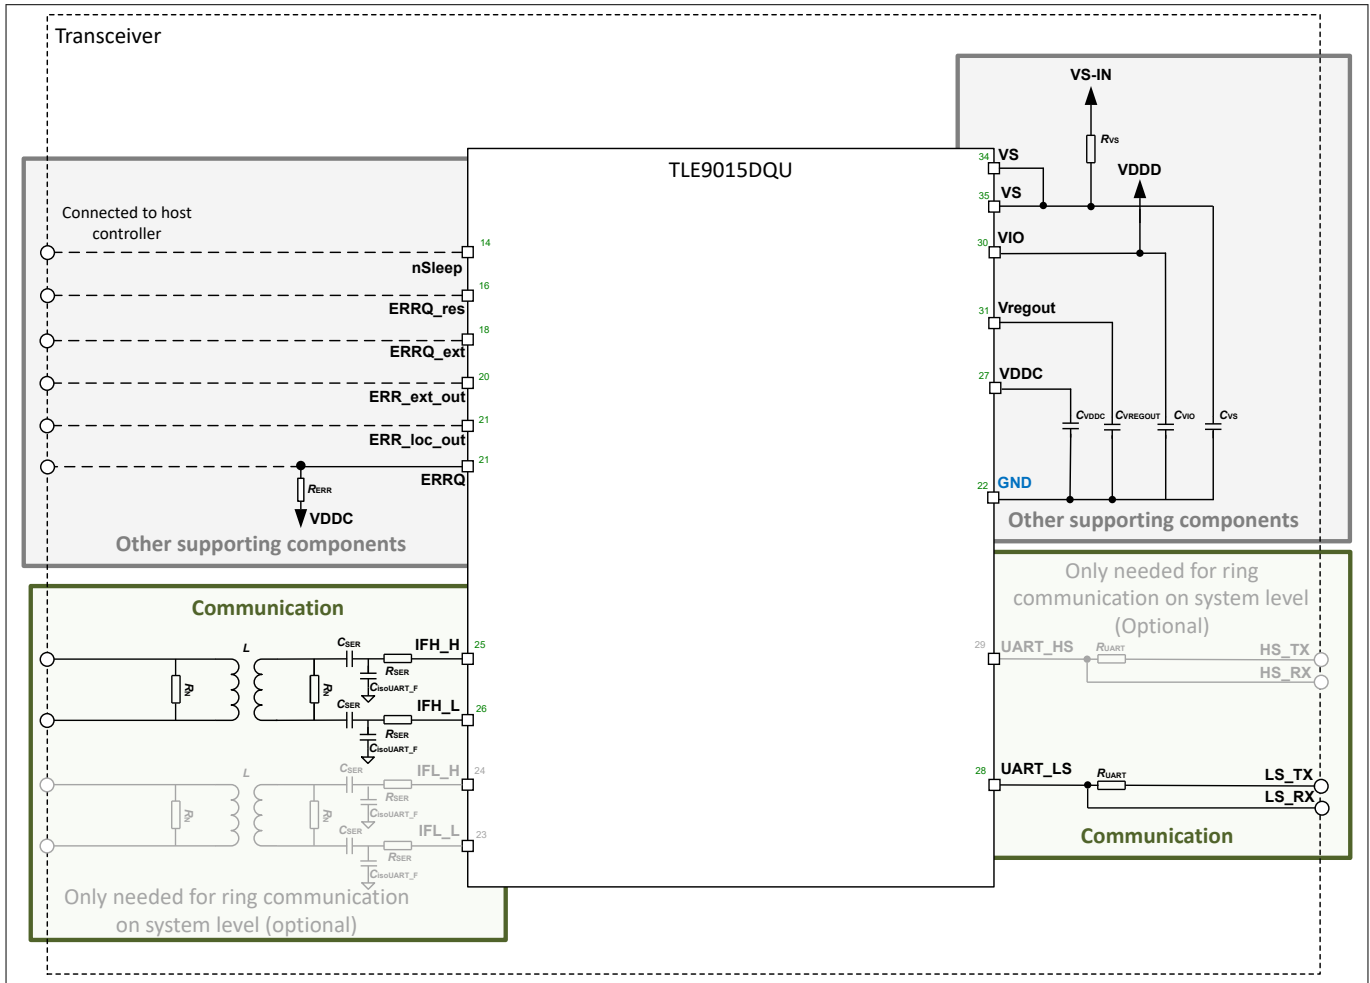 Transceiver
VS-IN
RVS
TLE9015DQU
34
VS
VDDD
35
VS
Connected to host
controller
14
nSleep
30
VIO
16
ERRQ_res
31
Vregout
18
ERRQ_ext
27
VDDC
20
ERR_ext_out
21
ERR_loc_out
CVDDC
CVREGOUT
CVIO
CVS
21
ERRQ
RERR
VDDC
22
GND
Other supporting components
Other supporting components
Communication
L
CSER
IFH_H
25
RN
RN
RSER
CisoUART_F
CSER
IFH_L
26
RSER
CisoUART_F
L
CSER
IFL_H
24
RN
RN
RSER
CisoUART_F
CSER
IFL_L
23
RSER
CisoUART_F
Only needed for ring communication
on system level (optional)
Only needed for ring
communication on system level
(Optional)
29
UART_HS
RUART
HS_TX
HS_RX
28
UART_LS
RUART
LS_TX
LS_RX
Communication